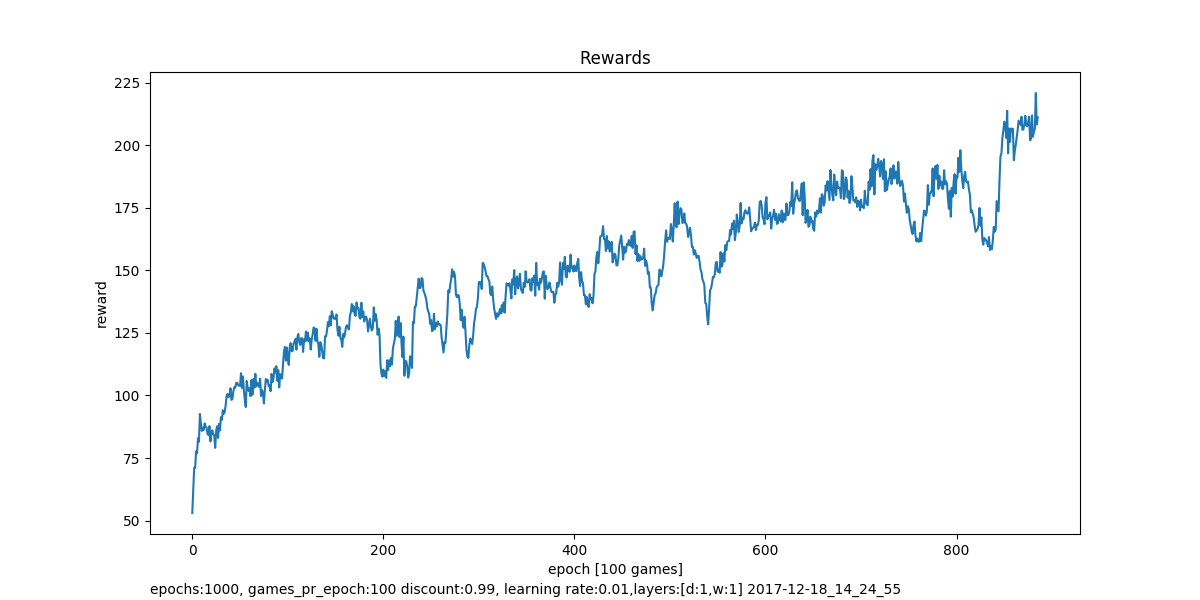 Rewards
225
200
175
150
125
100
75
50
reward
0 200 400 600 800
epoch [100 games]
epochs:1000, games_pr_epoch:100 discount:0.99, learning rate:0.01,layers:[d:1,w:1] 2017-12-18_14_24_55